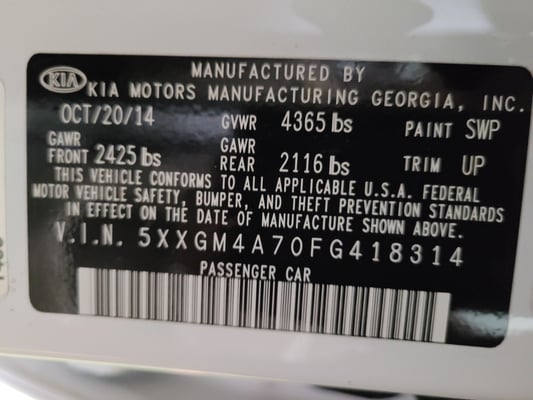 MANUFACTURED BY
KIA KIA MOTORS MANUFACTURING GEORGIA, INC.
OCT/20/14 GVWR 4365 lbs PAINT SWP
GAWR FRONT 2425 lbs GAWR REAR 2116 lbs TRIM UP
THIS VEHICLE CONFORMS TO ALL APPLICABLE U.S.A. FEDERAL
MOTOR VEHICLE SAFETY, BUMPER, AND THEFT PREVENTION STANDARDS
IN EFFECT ON THE DATE OF MANUFACTURE SHOWN ABOVE.
V.I.N. 5XXGM4A70FG418314
PASSENGER CAR